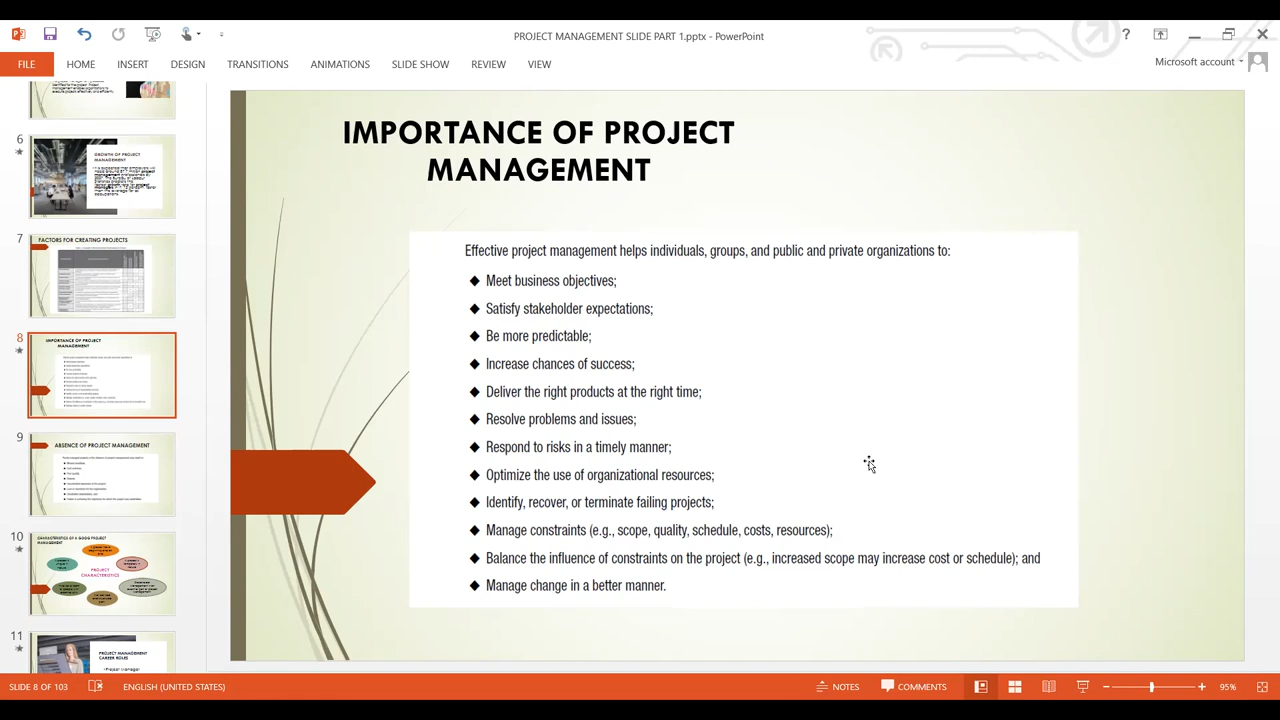 PROJECT MANAGEMENT SLIDE PART 1.pptx - PowerPoint
?
FILE HOME INSERT DESIGN TRANSITIONS ANIMATIONS SLIDE SHOW REVIEW VIEW
Microsoft account
6
GROWTH OF PROJECT
MANAGEMENT
7
FACTORS FOR CREATING PROJECTS
8
IMPORTANCE OF PROJECT
MANAGEMENT
9
ABSENCE OF PROJECT MANAGEMENT
10
CHARACTERISTICS OF A GOOD PROJECT
MANAGEMENT
PROJECT
CHARACTERISTICS
11
PROJECT MANAGEMENT
CAREER ROLES
Project Manager
IMPORTANCE OF PROJECT
MANAGEMENT
Effective project management helps individuals, groups, and public and private organizations to:
◆ Meet business objectives;
◆ Satisfy stakeholder expectations;
◆ Be more predictable;
◆ Increase chances of success;
◆ Deliver the right products at the right time;
◆ Resolve problems and issues;
◆ Respond to risks in a timely manner;
◆ Optimize the use of organizational resources;
◆ Identify, recover, or terminate failing projects;
◆ Manage constraints (e.g., scope, quality, schedule, costs, resources);
◆ Balance the influence of constraints on the project (e.g., increased scope may increase cost or schedule); and
◆ Manage change in a better manner.
SLIDE 8 OF 103 ENGLISH (UNITED STATES) NOTES COMMENTS 95%